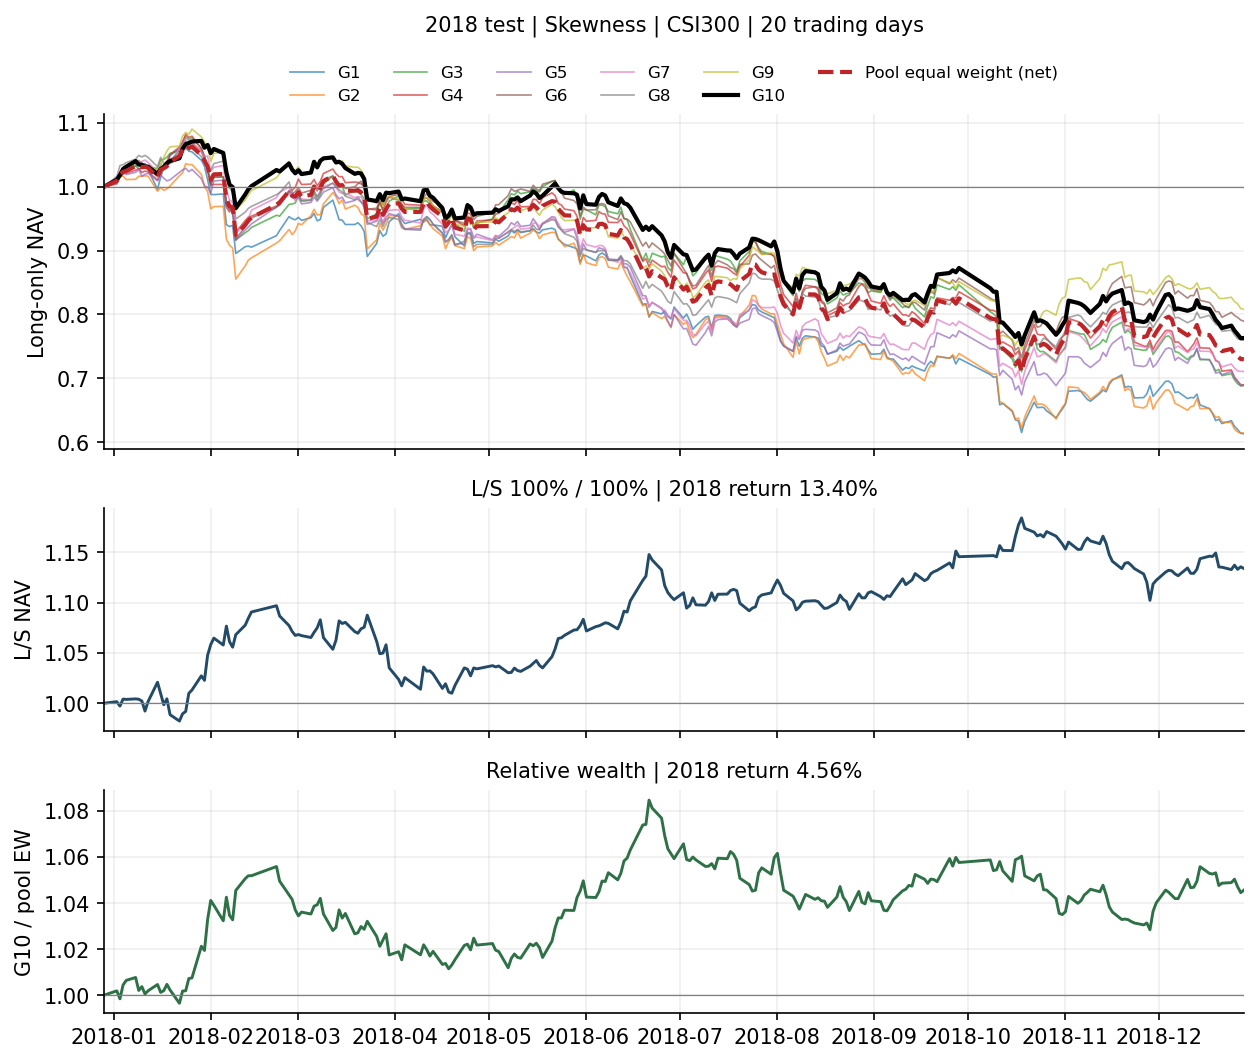 2018 test | Skewness | CSI300 | 20 trading days
G1 G3 G5 G7 G9 Pool equal weight (net)
G2 G4 G6 G8 G10
Long-only NAV
1.1
1.0
0.9
0.8
0.7
0.6
L/S 100% / 100% | 2018 return 13.40%
L/S NAV
1.15
1.10
1.05
1.00
Relative wealth | 2018 return 4.56%
G10 / pool EW
1.08
1.06
1.04
1.02
1.00
2018-01 2018-02 2018-03 2018-04 2018-05 2018-06 2018-07 2018-08 2018-09 2018-10 2018-11 2018-12